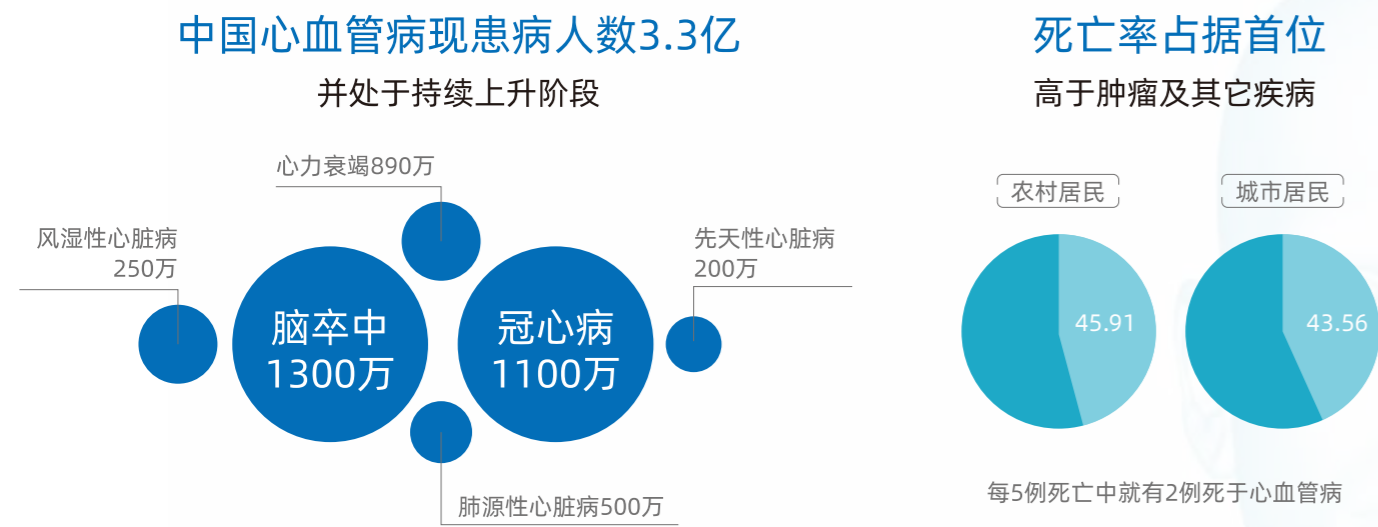 中国心血管病现患病人数3.3亿
并处于持续上升阶段
心力衰竭890万
风湿性心脏病
250万
先天性心脏病
200万
脑卒中
1300万
冠心病
1100万
肺源性心脏病500万
死亡率占据首位
高于肿瘤及其它疾病
农村居民
城市居民
45.91
43.56
每5例死亡中就有2例死于心血管病